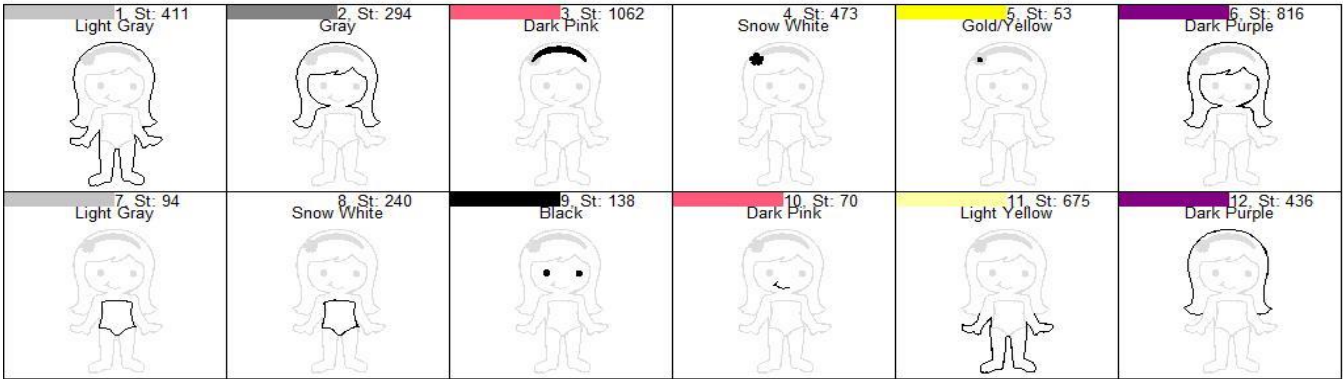 1, St: 411
Light Gray
2, St: 294
Gray
3, St: 1062
Dark Pink
4, St: 473
Snow White
5, St: 53
Gold/Yellow
6, St: 816
Dark Purple
7, St: 94
Light Gray
8, St: 240
Snow White
9, St: 138
Black
10, St: 70
Dark Pink
11, St: 675
Light Yellow
12, St: 436
Dark Purple